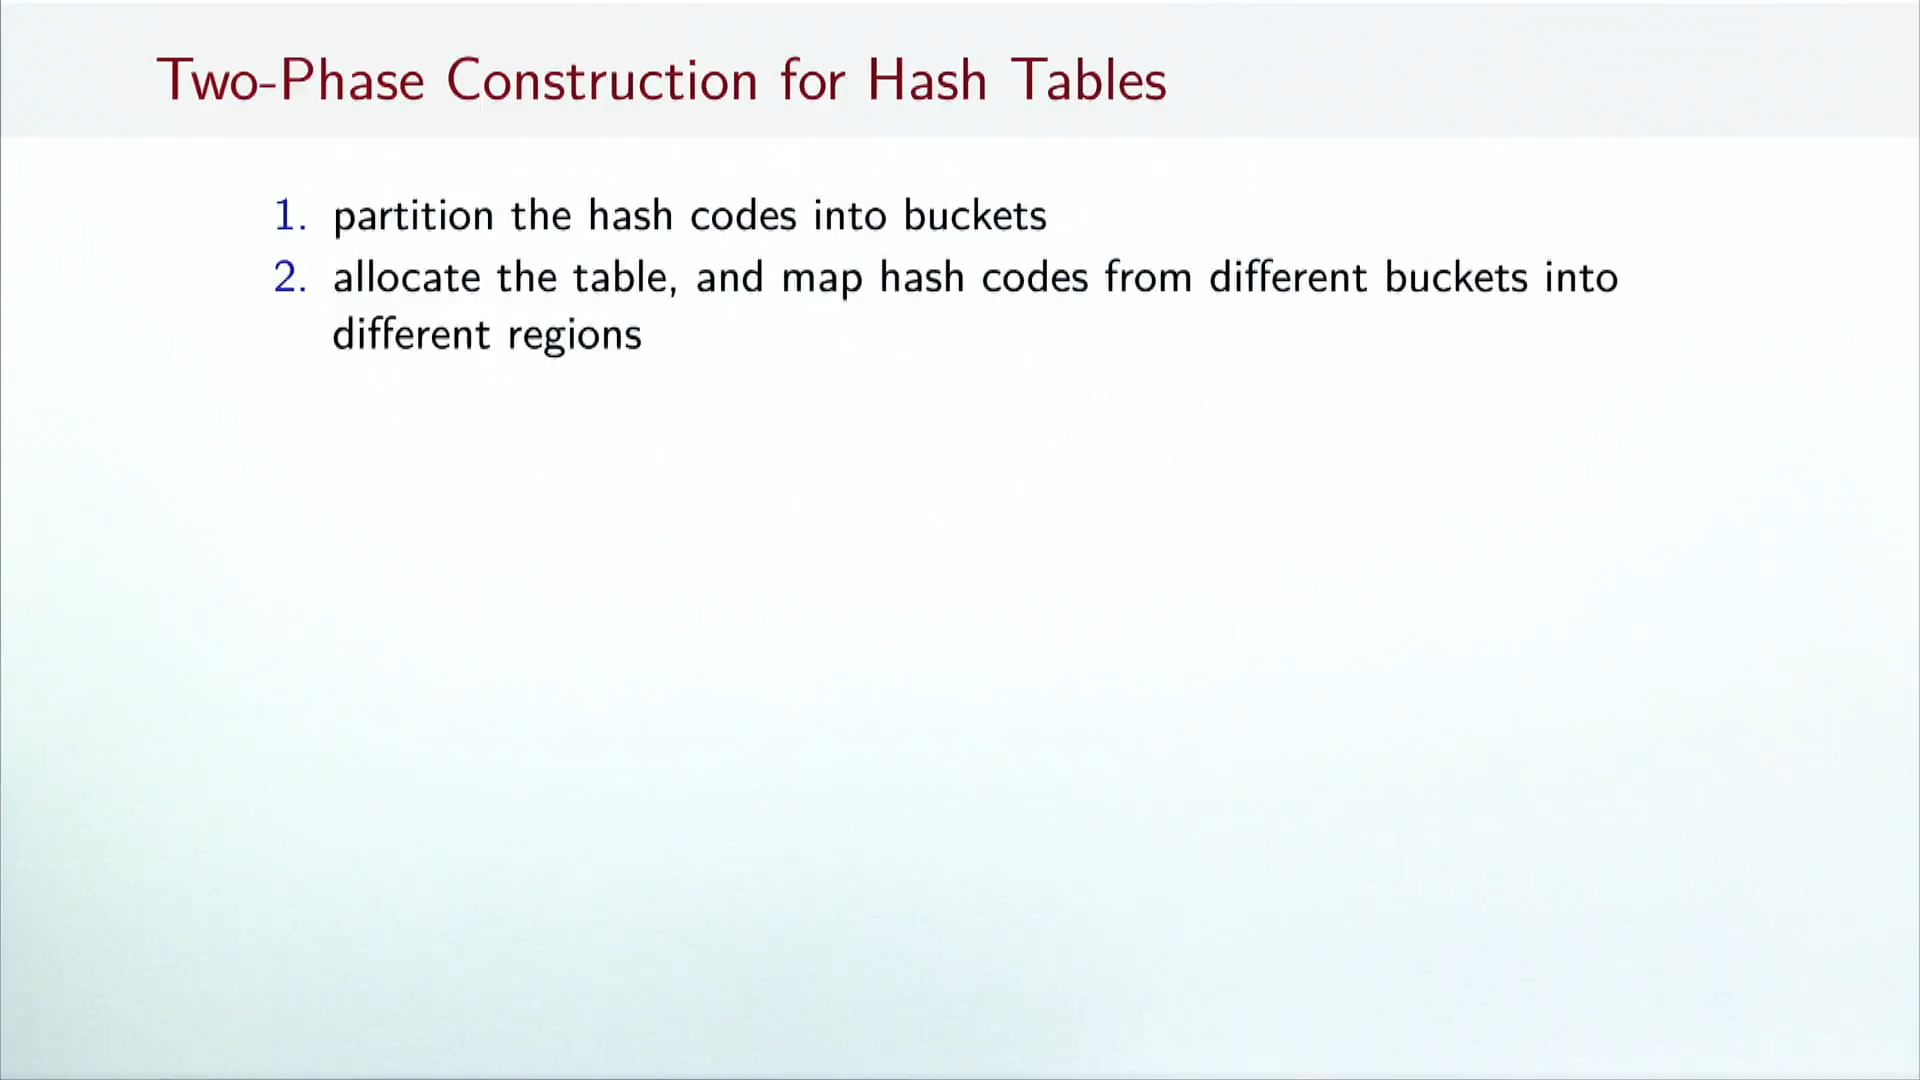 Two-Phase Construction for Hash Tables
1. partition the hash codes into buckets
2. allocate the table, and map hash codes from different buckets into
different regions